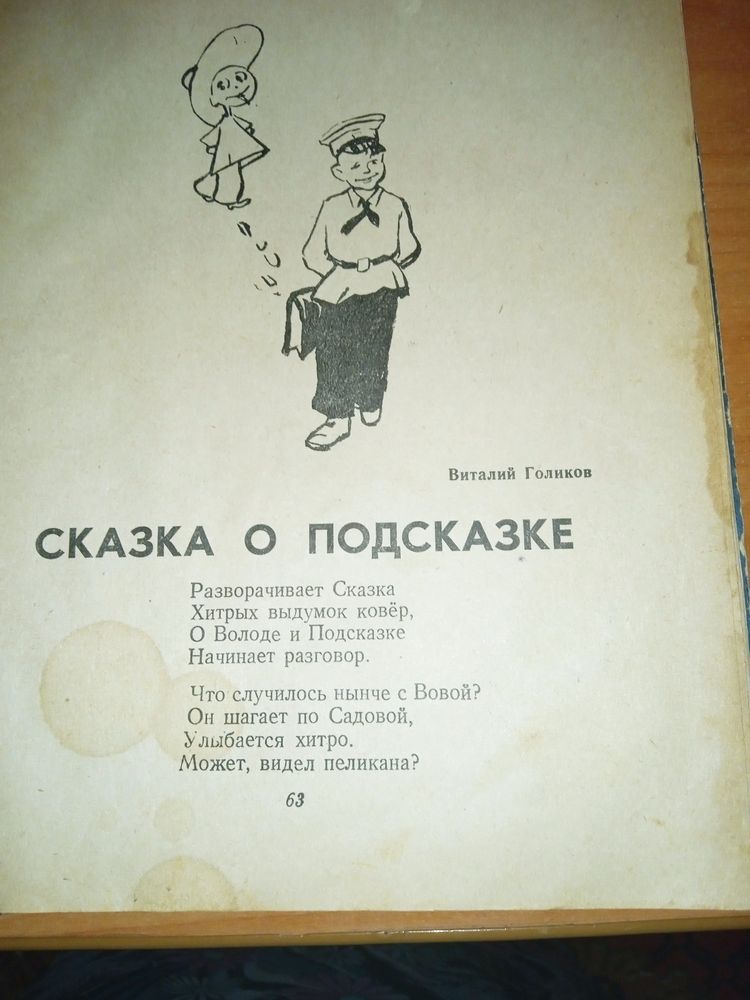 Виталий Голиков
СКАЗКА О ПОДСКАЗКЕ
Разворачивает Сказка
Хитрых выдумок ковёр,
О Володе и Подсказке
Начинает разговор.
Что случилось нынче с Вовой?
Он шагает по Садовой,
Улыбается хитро.
Может, видел пеликана?
63